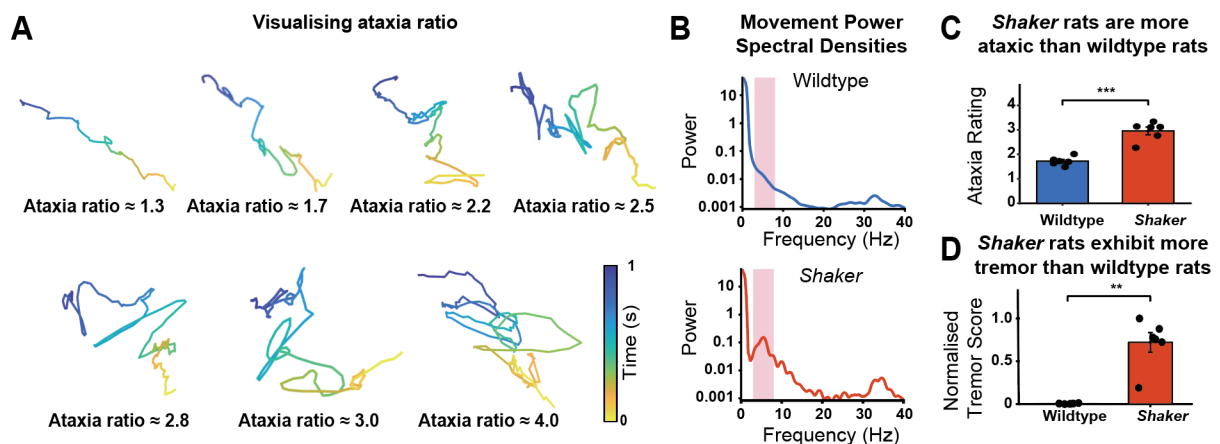 A
Visualising ataxia ratio
Ataxia ratio ≈ 1.3
Ataxia ratio ≈ 1.7
Ataxia ratio ≈ 2.2
Ataxia ratio ≈ 2.5
Ataxia ratio ≈ 2.8
Ataxia ratio ≈ 3.0
Ataxia ratio ≈ 4.0
1
Time (s)
0
B
Movement Power
Spectral Densities
Wildtype
Power
10
1
0.1
0.01
0.001
0
10
20
30
40
Frequency (Hz)
Shaker
Power
10
1
0.1
0.01
0.001
0
10
20
30
40
Frequency (Hz)
C
Shaker rats are more
ataxic than wildtype rats
***
Ataxia Rating
4
3
2
1
0
Wildtype
Shaker
D
Shaker rats exhibit more
tremor than wildtype rats
**
Normalised
Tremor Score
1.0
0.5
0
Wildtype
Shaker